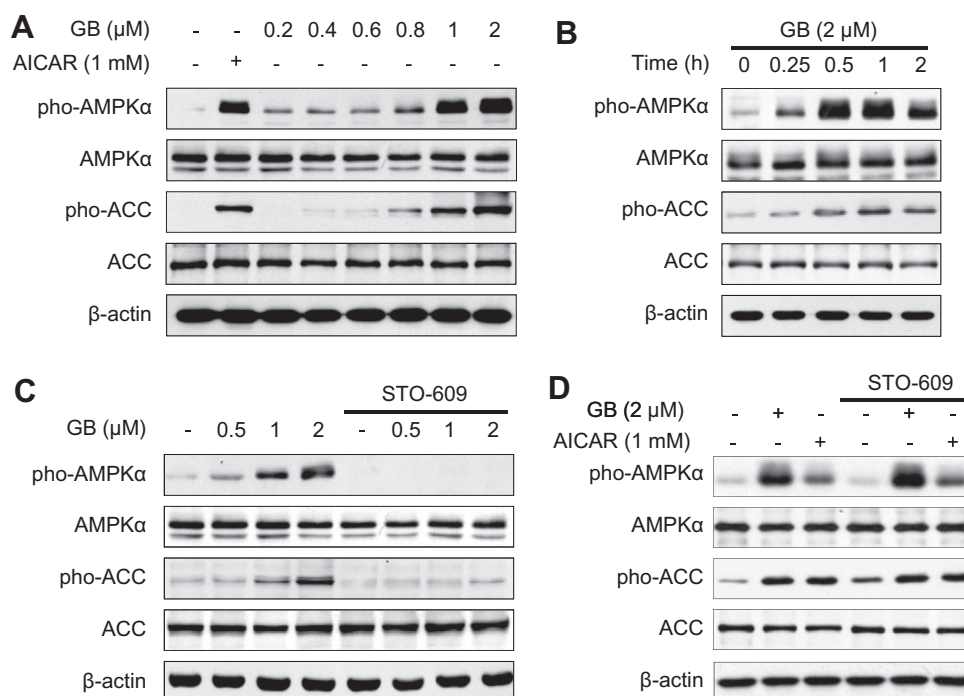 A
GB (µM) - - 0.2 0.4 0.6 0.8 1 2
AICAR (1 mM) - + - - - - - -
pho-AMPKα
AMPKα
pho-ACC
ACC
β-actin
B
GB (2 µM)
Time (h) 0 0.25 0.5 1 2
pho-AMPKα
AMPKα
pho-ACC
ACC
β-actin
C
STO-609
GB (µM) - 0.5 1 2 - 0.5 1 2
pho-AMPKα
AMPKα
pho-ACC
ACC
β-actin
D
STO-609
GB (2 µM) - + - - + -
AICAR (1 mM) - - + - - +
pho-AMPKα
AMPKα
pho-ACC
ACC
β-actin